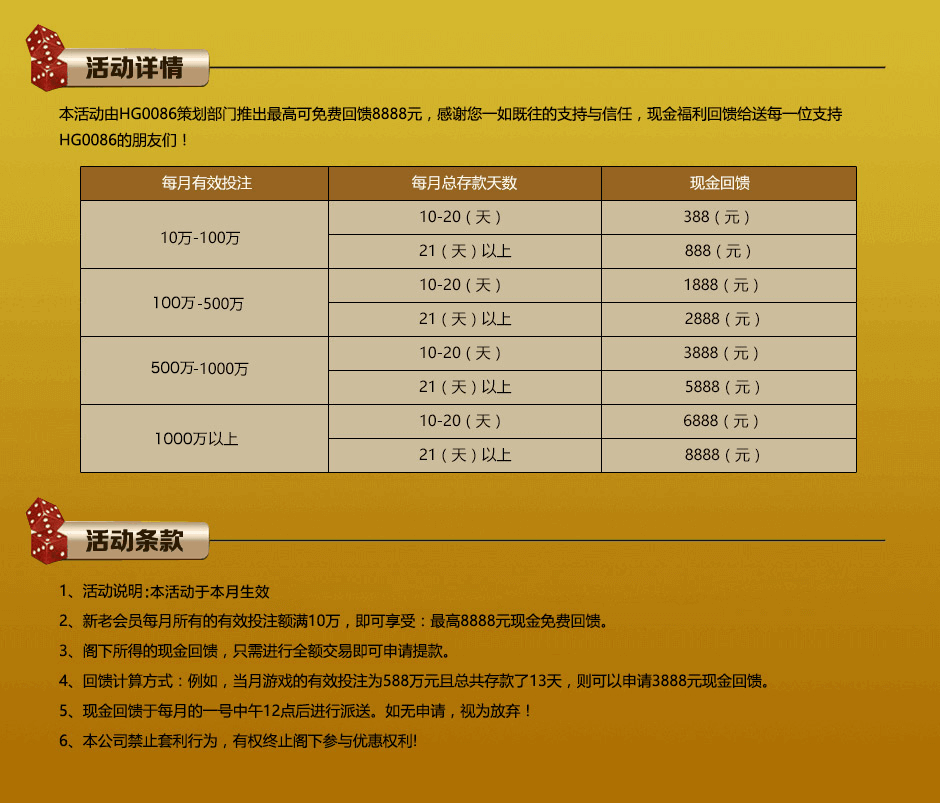 活动详情
本活动由HG0086策划部门推出最高可免费回馈8888元，感谢您一如既往的支持与信任，现金福利回馈给送每一位支持
HG0086的朋友们！
每月有效投注 每月总存款天数 现金回馈
10万-100万 10-20（天） 388（元）
21（天）以上 888（元）
100万-500万 10-20（天） 1888（元）
21（天）以上 2888（元）
500万-1000万 10-20（天） 3888（元）
21（天）以上 5888（元）
1000万以上 10-20（天） 6888（元）
21（天）以上 8888（元）
活动条款
1、活动说明:本活动于本月生效
2、新老会员每月所有的有效投注额满10万，即可享受：最高8888元现金免费回馈。
3、阁下所得的现金回馈，只需进行全额交易即可申请提款。
4、回馈计算方式：例如，当月游戏的有效投注为588万元且总共存款了13天，则可以申请3888元现金回馈。
5、现金回馈于每月的一号中午12点后进行派送。如无申请，视为放弃！
6、本公司禁止套利行为，有权终止阁下参与优惠权利!